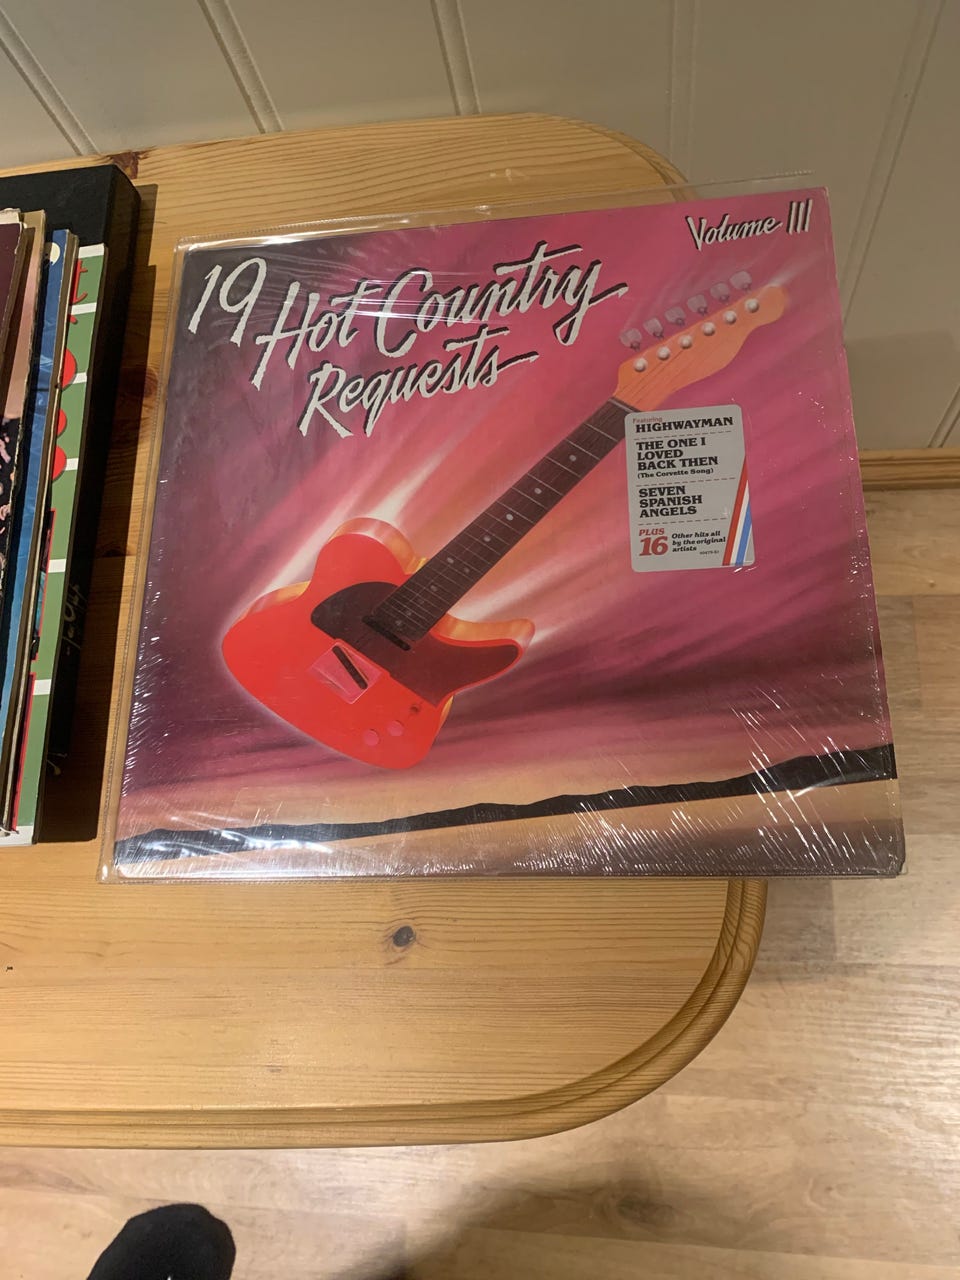 19 Hot Country
Requests
Volume III
Featuring
HIGHWAYMAN
THE ONE I
LOVED
BACK THEN
(The Corvette Song)
SEVEN
SPANISH
ANGELS
PLUS
16
Other hits all
by the original
artists